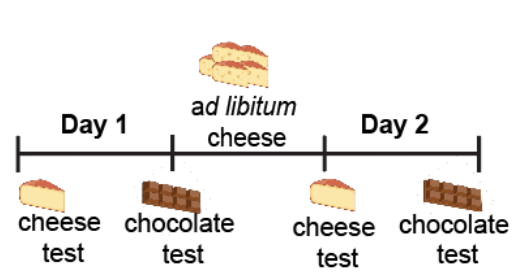 ad libitum
cheese
Day 1
Day 2
cheese
test
chocolate
test
cheese
test
chocolate
test